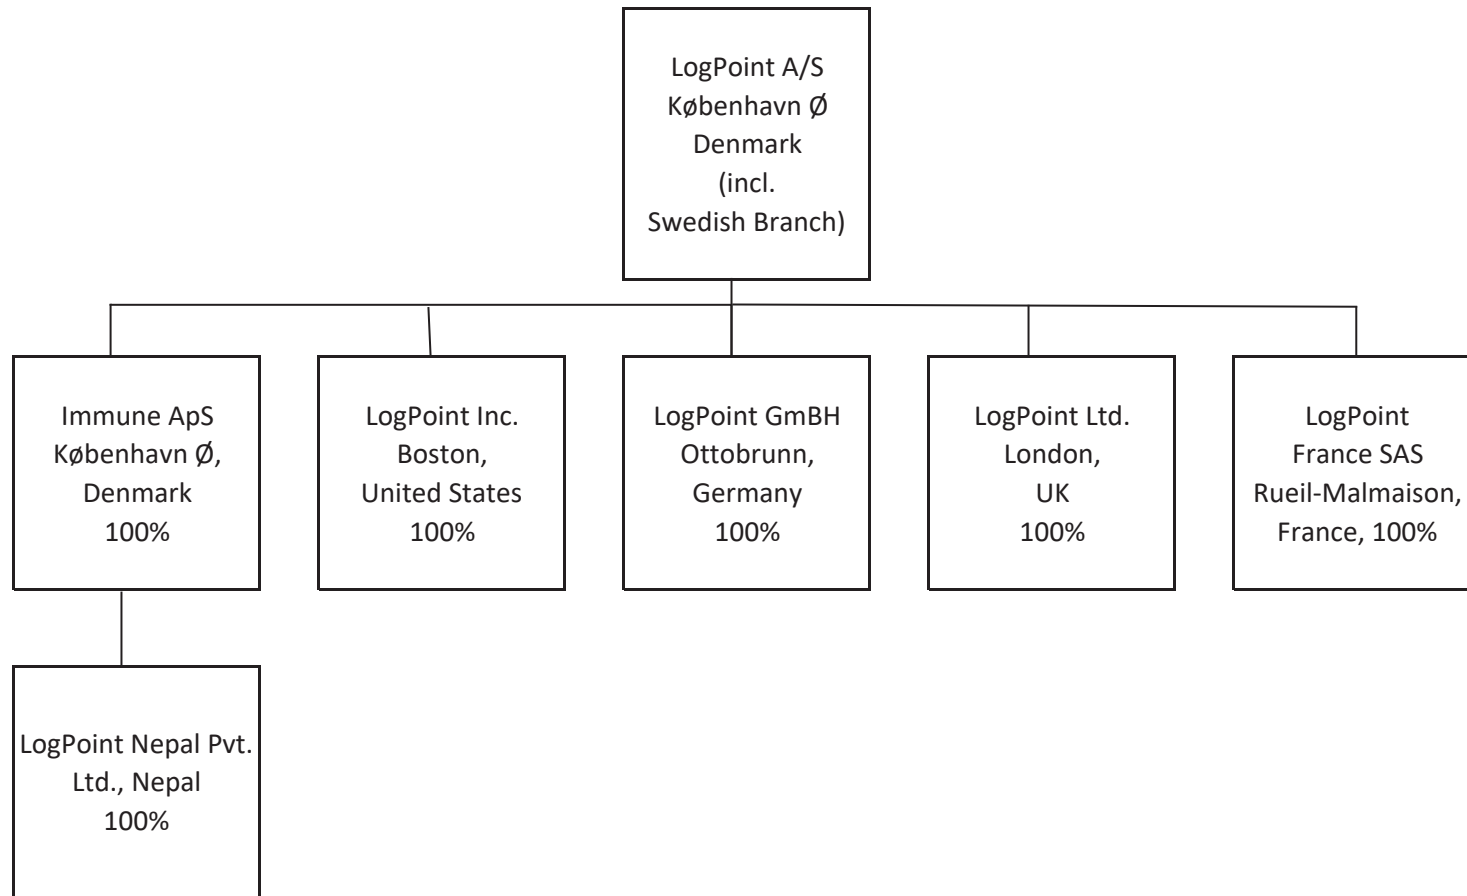 LogPoint A/S
København Ø
Denmark
(incl.
Swedish Branch)
Immune ApS
København Ø,
Denmark
100%
LogPoint Inc.
Boston,
United States
100%
LogPoint GmBH
Ottobrunn,
Germany
100%
LogPoint Ltd.
London,
UK
100%
LogPoint
France SAS
Rueil-Malmaison,
France, 100%
LogPoint Nepal Pvt.
Ltd., Nepal
100%